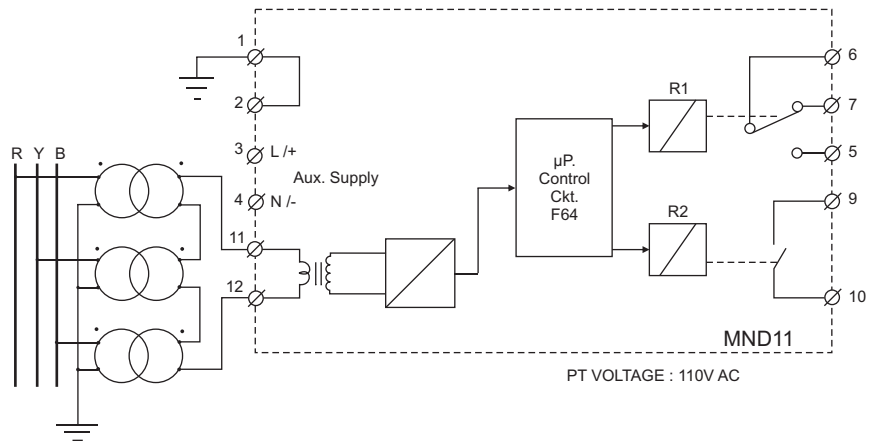 1
2
3
L /+
Aux. Supply
4
N /-
R Y B
11
12
µP.
Control
Ckt.
F64
R1
R2
6
7
5
9
10
MND11
PT VOLTAGE : 110V AC